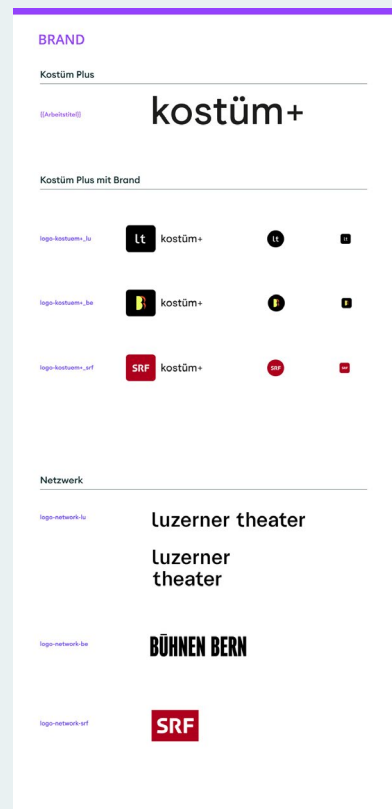 BRAND
Kostüm Plus
((Arbeitstitel))
kostüm+
Kostüm Plus mit Brand
logo-kostuem+_lu
lt kostüm+ lt lt
logo-kostuem+_be
B kostüm+ B B
logo-kostuem+_srf
SRF kostüm+ SRF SRF
Netzwerk
logo-network-lu
luzerner theater
luzerner
theater
logo-network-be
BÜHNEN BERN
logo-network-srf
SRF